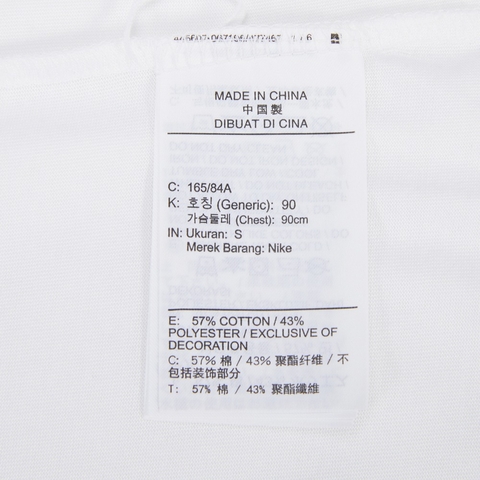 MADE IN CHINA
中国製
DIBUAT DI CINA
C: 165/84A
K: 호칭 (Generic): 90
가슴둘레 (Chest): 90cm
IN: Ukuran: S
Merek Barang: Nike
E: 57% COTTON / 43%
POLYESTER / EXCLUSIVE OF
DECORATION
C: 57% 棉 / 43% 聚酯纤维 / 不
包括装饰部分
T: 57% 棉 / 43% 聚酯纖維